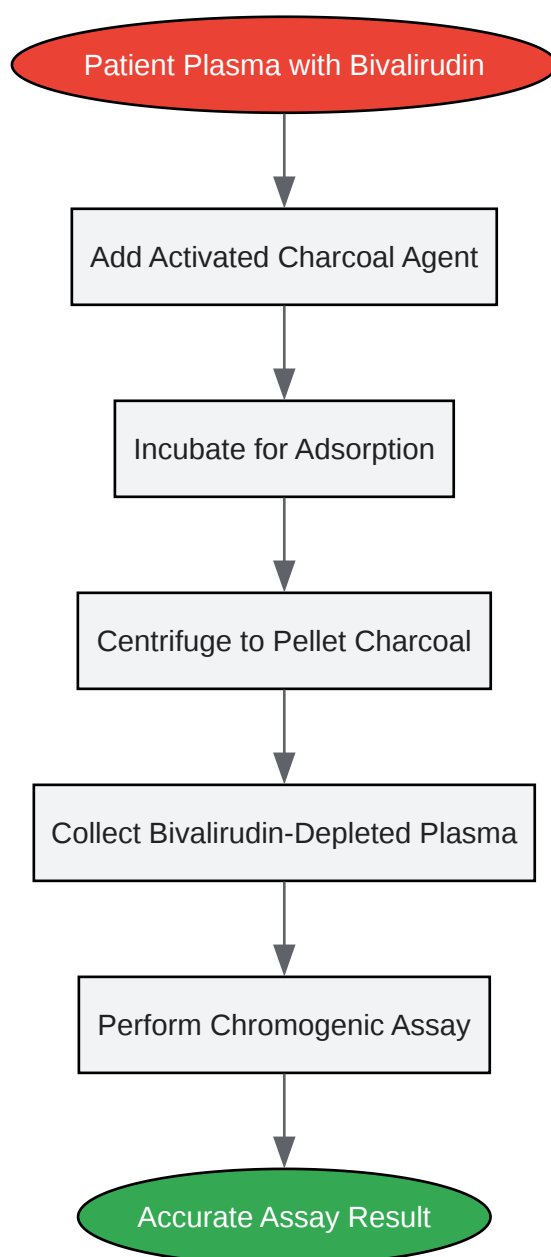 Patient Plasma with Bivalirudin
Add Activated Charcoal Agent
Incubate for Adsorption
Centrifuge to Pellet Charcoal
Collect Bivalirudin-Depleted Plasma
Perform Chromogenic Assay
Accurate Assay Result